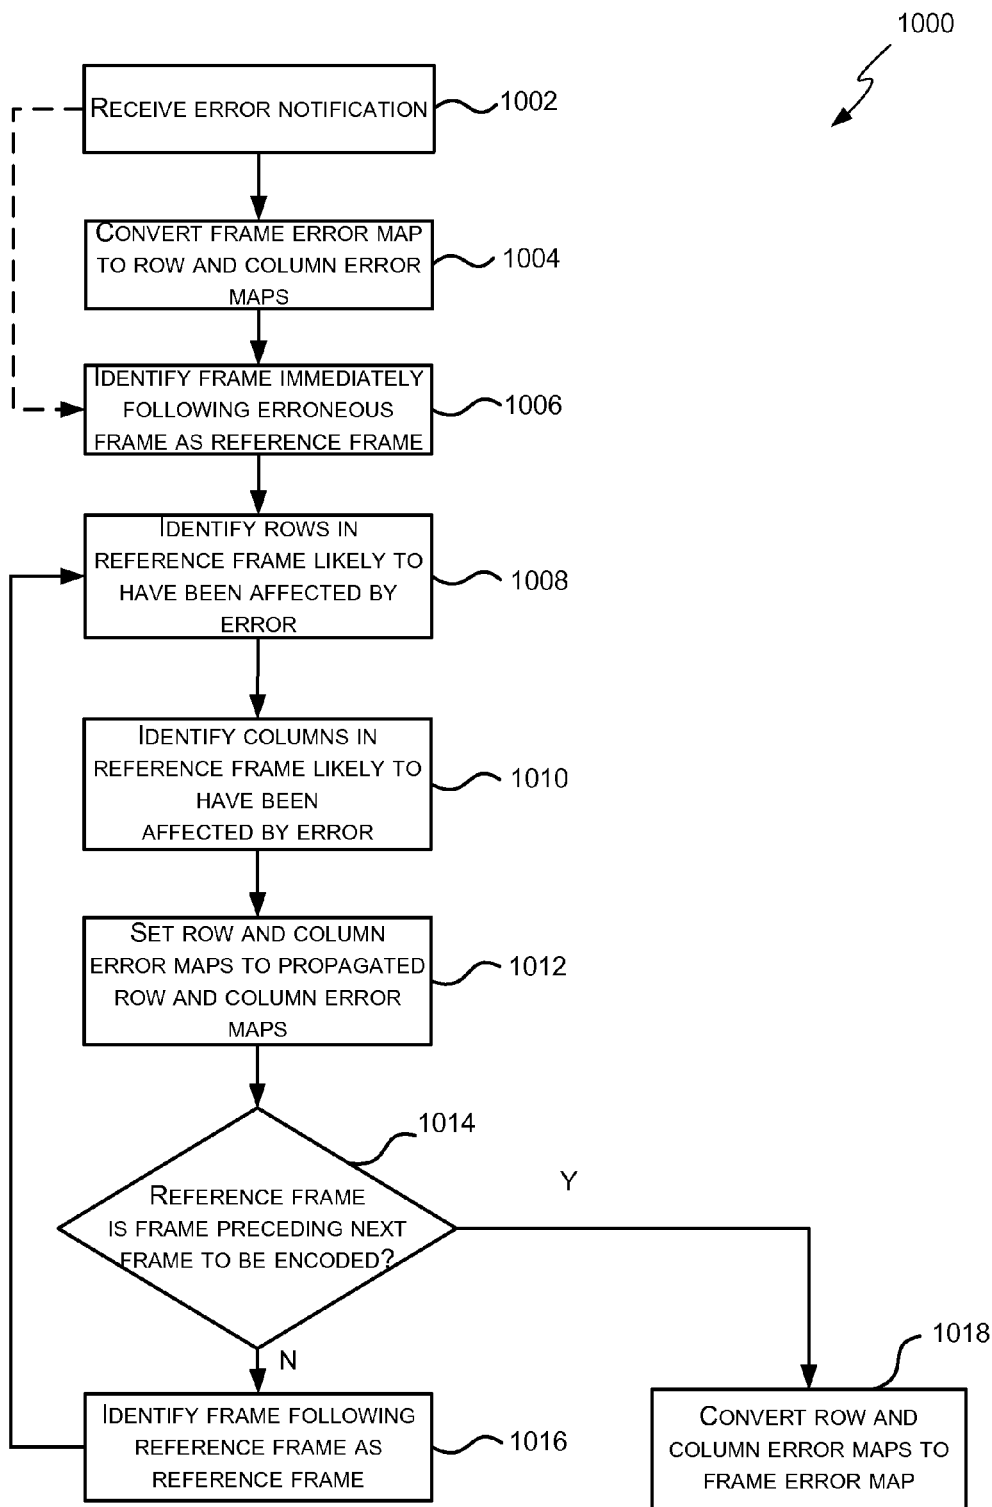 1000
RECEIVE ERROR NOTIFICATION
1002
CONVERT FRAME ERROR MAP
TO ROW AND COLUMN ERROR
MAPS
1004
IDENTIFY FRAME IMMEDIATELY
FOLLOWING ERRONEOUS
FRAME AS REFERENCE FRAME
1006
IDENTIFY ROWS IN
REFERENCE FRAME LIKELY TO
HAVE BEEN AFFECTED BY
ERROR
1008
IDENTIFY COLUMNS IN
REFERENCE FRAME LIKELY TO
HAVE BEEN
AFFECTED BY ERROR
1010
SET ROW AND COLUMN
ERROR MAPS TO PROPAGATED
ROW AND COLUMN ERROR
MAPS
1012
1014
REFERENCE FRAME
IS FRAME PRECEDING NEXT
FRAME TO BE ENCODED?
Y
N
IDENTIFY FRAME FOLLOWING
REFERENCE FRAME AS
REFERENCE FRAME
1016
1018
CONVERT ROW AND
COLUMN ERROR MAPS TO
FRAME ERROR MAP